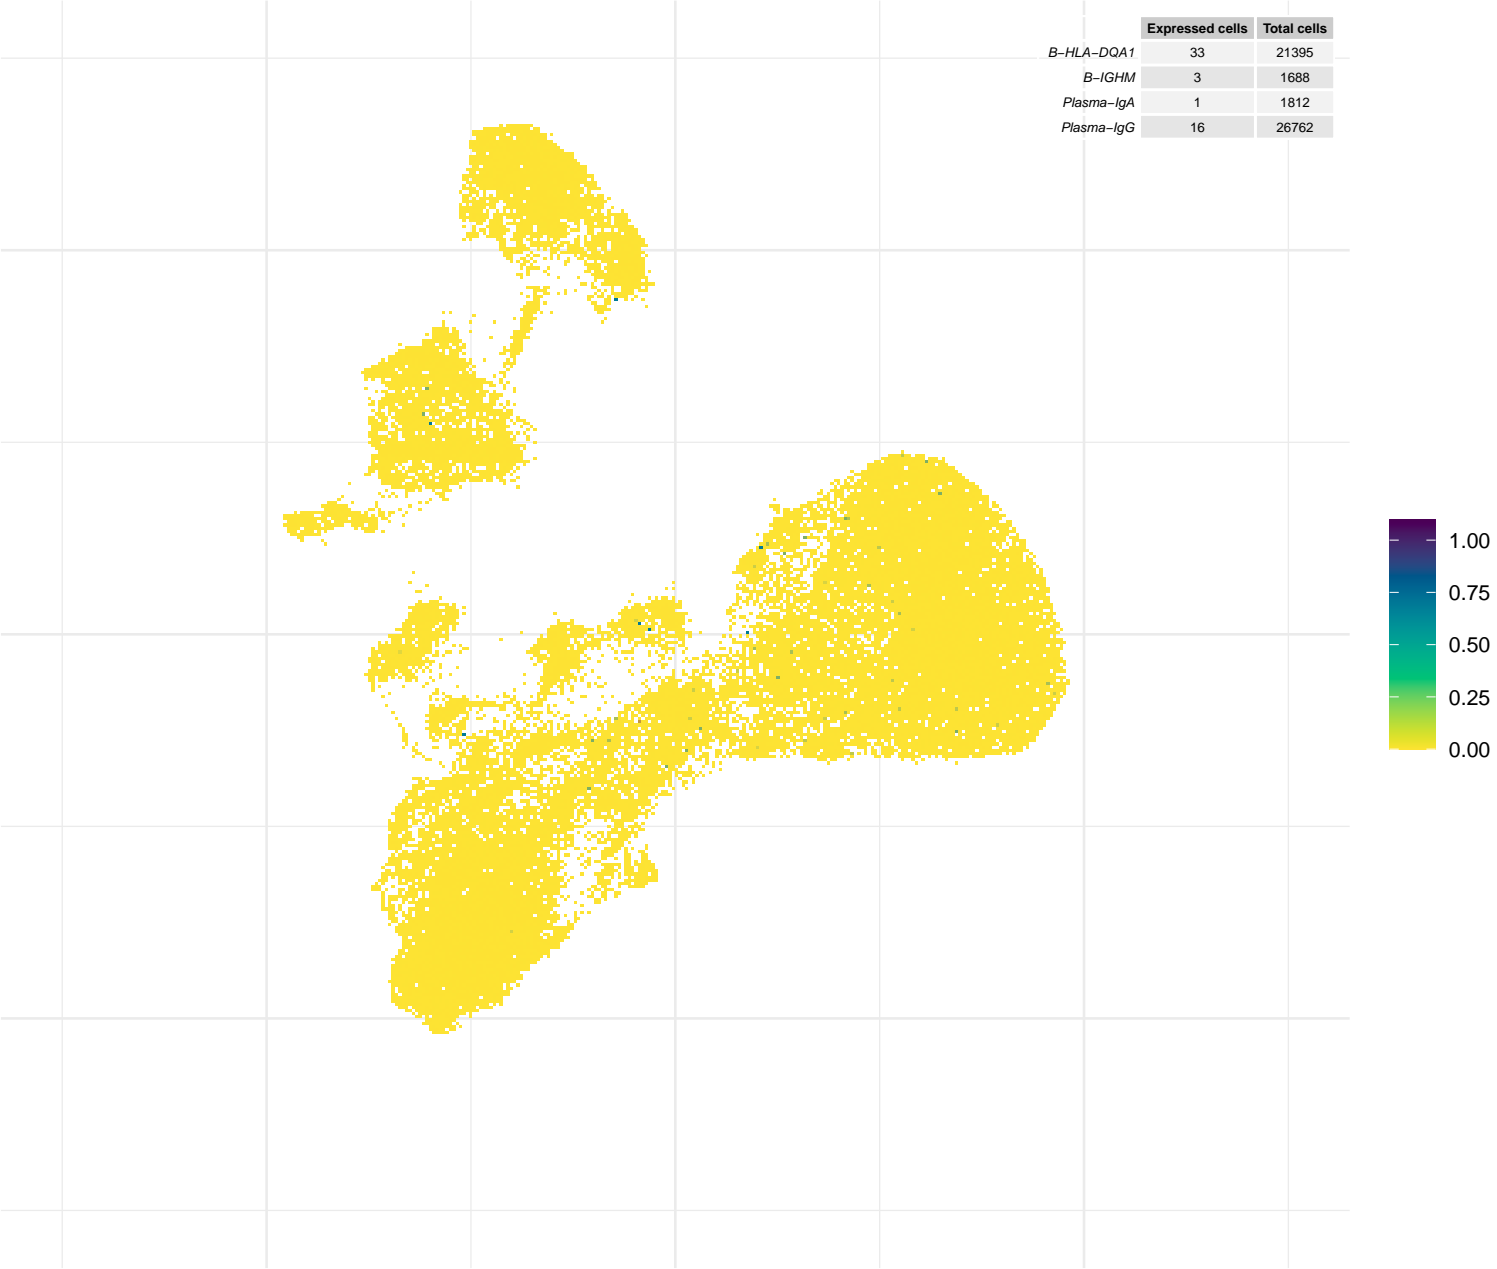 Expressed cells Total cells
B−HLA−DQA1 33 21395
B−IGHM 3 1688
Plasma−IgA 1 1812
Plasma−IgG 16 26762
1.00
0.75
0.50
0.25
0.00